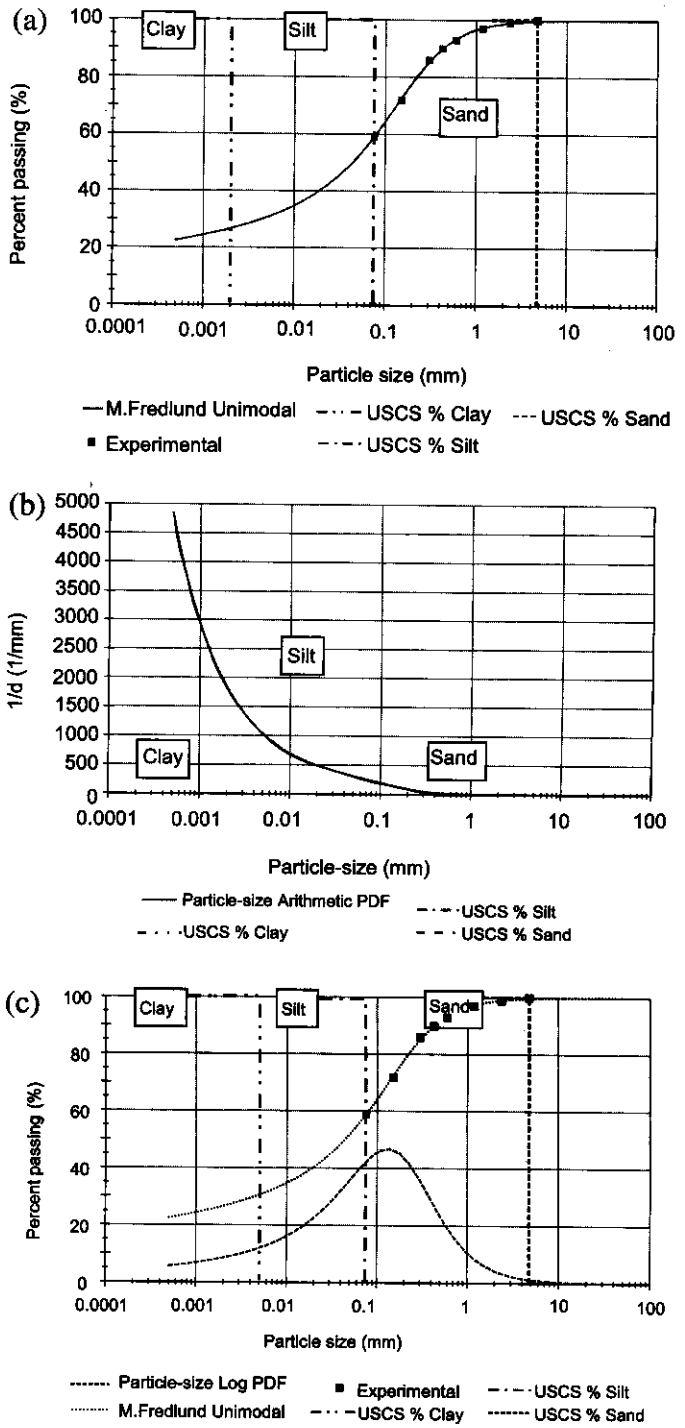 (a)
Clay
Silt
Sand
100
80
60
40
20
0
Percent passing (%)
0.0001 0.001 0.01 0.1 1 10 100
Particle size (mm)
M.Fredlund Unimodal USCS % Clay USCS % Sand
Experimental USCS % Silt
(b)
5000
4500
4000
3500
3000
2500
2000
1500
1000
500
0
1/d (1/mm)
Silt
Clay
Sand
0.0001 0.001 0.01 0.1 1 10 100
Particle-size (mm)
Particle-size Arithmetic PDF USCS % Silt
USCS % Clay USCS % Sand
(c)
Clay
Silt
Sand
100
80
60
40
20
0
Percent passing (%)
0.0001 0.001 0.01 0.1 1 10 100
Particle size (mm)
Particle-size Log PDF Experimental USCS % Silt
M.Fredlund Unimodal USCS % Clay USCS % Sand